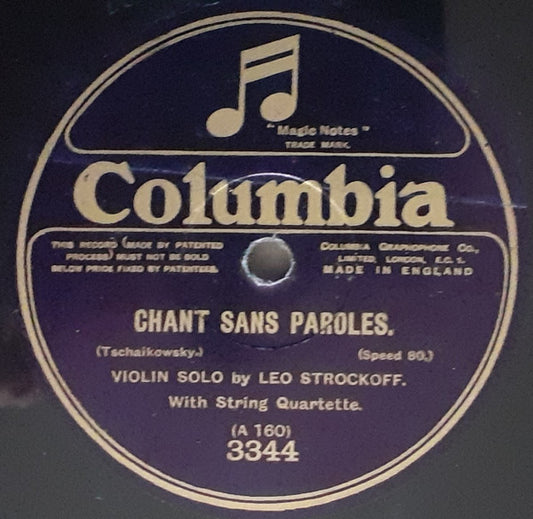 "Magic Notes"
TRADE MARK.
Columbia
THIS RECORD (MADE BY PATENTED
PROCESS) MUST NOT BE SOLD
BELOW PRICE FIXED BY PATENTEES.
COLUMBIA GRAPHOPHONE CO.,
LIMITED, LONDON, E.C. 1.
MADE IN ENGLAND
CHANT SANS PAROLES.
(Tschaikowsky.) (Speed 80.)
VIOLIN SOLO by LEO STROCKOFF.
With String Quartette.
(A 160)
3344